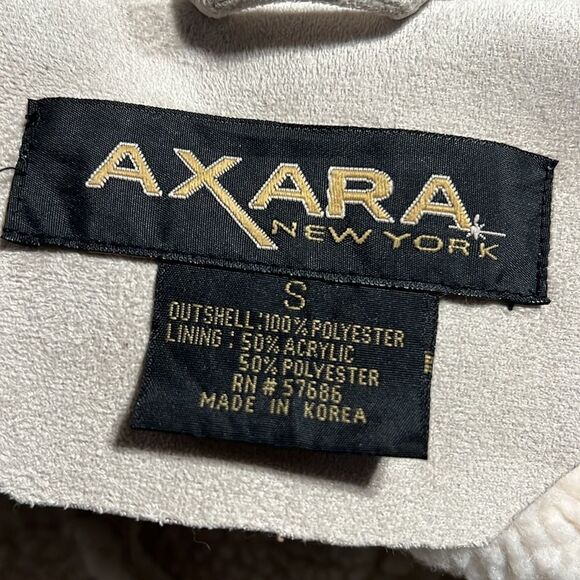 AXARA
NEW YORK
S
OUTSHELL:100% POLYESTER
LINING : 50% ACRYLIC
50% POLYESTER
RN # 57686
MADE IN KOREA